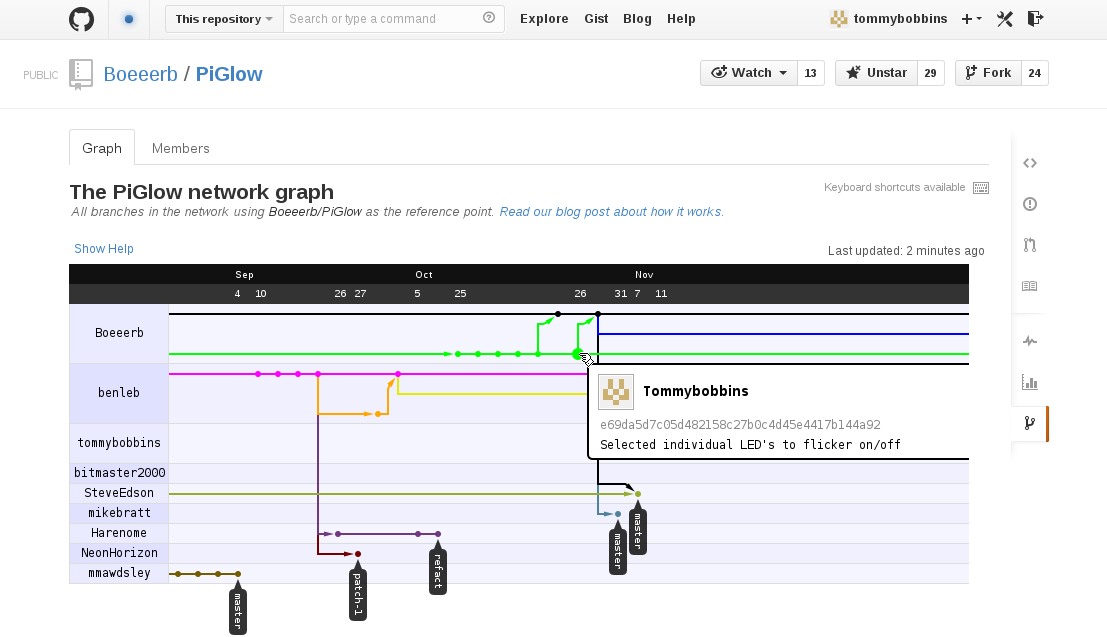 This repository Search or type a command Explore Gist Blog Help tommybobbins
PUBLIC Boeeerb / PiGlow Watch 13 Unstar 29 Fork 24
Graph Members
The PiGlow network graph Keyboard shortcuts available
All branches in the network using Boeeerb/PiGlow as the reference point. Read our blog post about how it works.
Show Help Last updated: 2 minutes ago
Sep Oct Nov
4 10 26 27 5 25 26 31 7 11
Boeeerb
benleb
Tommybobbins
e69da5d7c05d482158c27b0c4d45e4417b144a92
tommybobbins Selected individual LED's to flicker on/off
bitmaster2000
SteveEdson
mikebratt
master
master
Harenome
NeonHorizon
refact
mmawdsley
patch-1
master